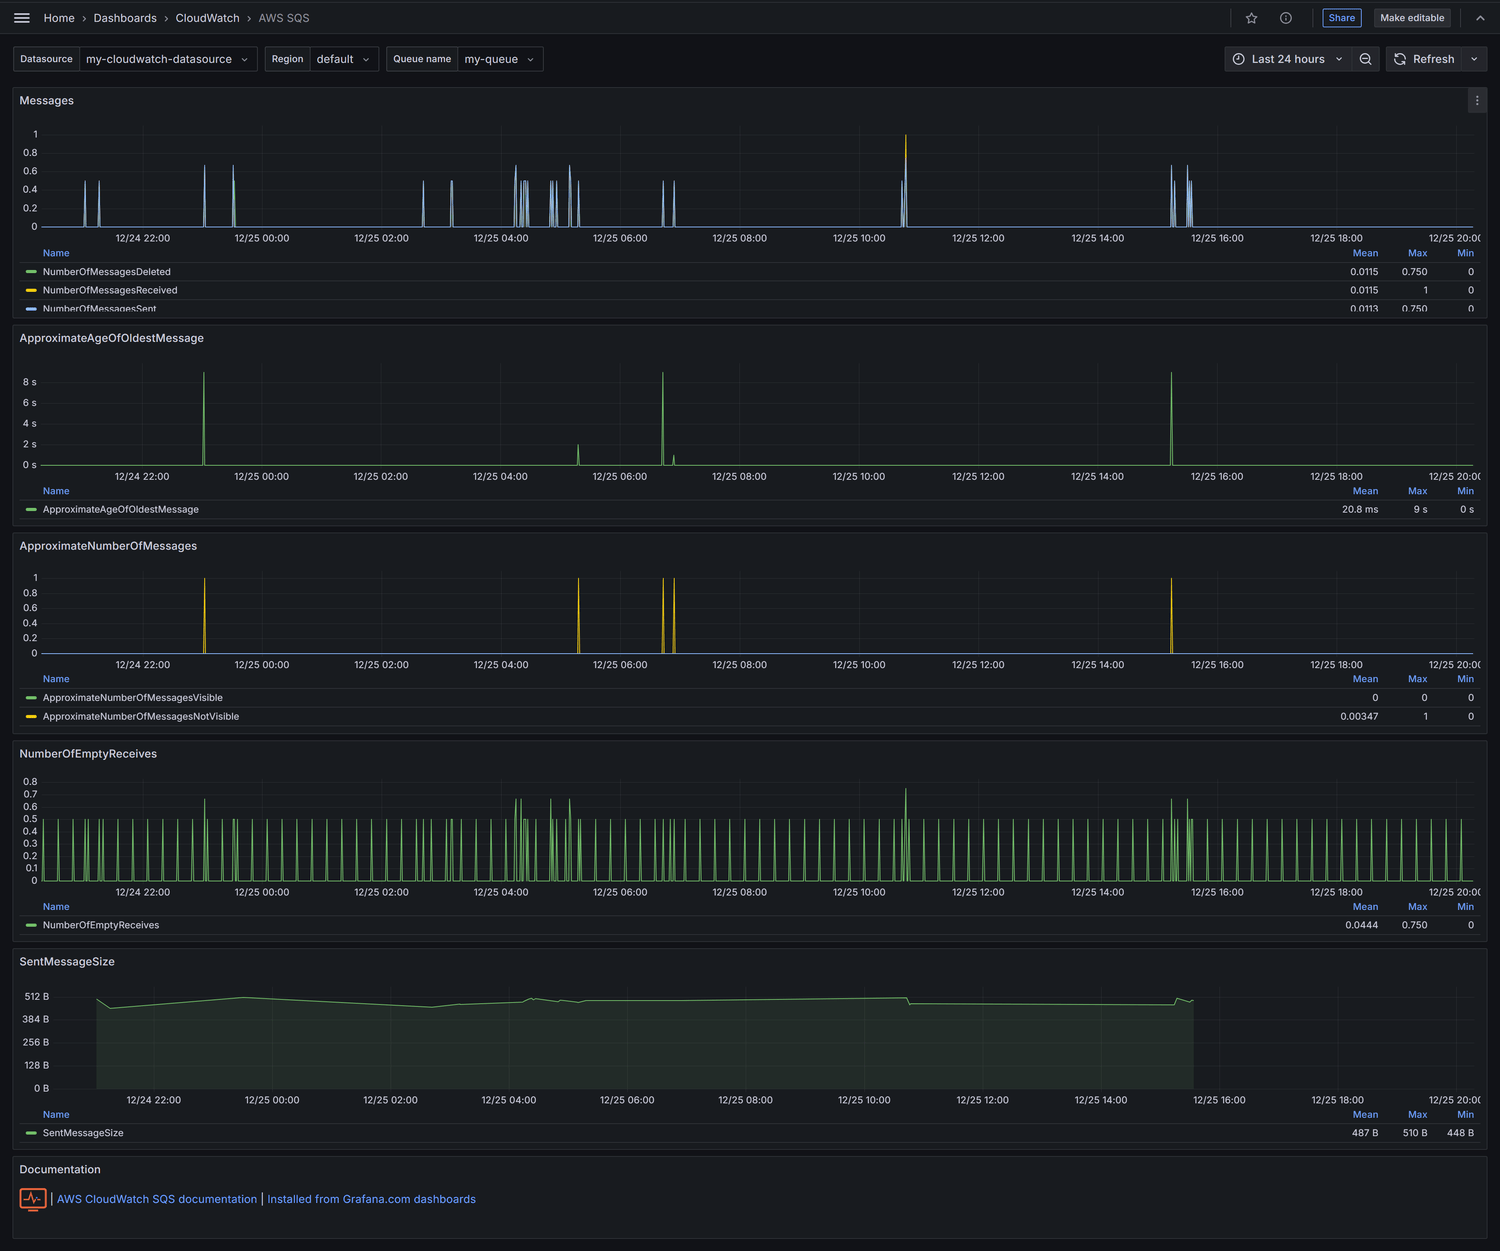 Home › Dashboards › CloudWatch › AWS SQS Share Make editable
Datasource my-cloudwatch-datasource Region default Queue name my-queue Last 24 hours Refresh
Messages
1
0.8
0.6
0.4
0.2
0
12/24 22:00 12/25 00:00 12/25 02:00 12/25 04:00 12/25 06:00 12/25 08:00 12/25 10:00 12/25 12:00 12/25 14:00 12/25 16:00 12/25 18:00 12/25 20:00
Name Mean Max Min
NumberOfMessagesDeleted 0.0115 0.750 0
NumberOfMessagesReceived 0.0115 1 0
NumberOfMessagesSent 0.0113 0.750 0
ApproximateAgeOfOldestMessage
8 s
6 s
4 s
2 s
0 s
12/24 22:00 12/25 00:00 12/25 02:00 12/25 04:00 12/25 06:00 12/25 08:00 12/25 10:00 12/25 12:00 12/25 14:00 12/25 16:00 12/25 18:00 12/25 20:00
Name Mean Max Min
ApproximateAgeOfOldestMessage 20.8 ms 9 s 0 s
ApproximateNumberOfMessages
1
0.8
0.6
0.4
0.2
0
12/24 22:00 12/25 00:00 12/25 02:00 12/25 04:00 12/25 06:00 12/25 08:00 12/25 10:00 12/25 12:00 12/25 14:00 12/25 16:00 12/25 18:00 12/25 20:00
Name Mean Max Min
ApproximateNumberOfMessagesVisible 0 0 0
ApproximateNumberOfMessagesNotVisible 0.00347 1 0
NumberOfEmptyReceives
0.8
0.7
0.6
0.5
0.4
0.3
0.2
0.1
0
12/24 22:00 12/25 00:00 12/25 02:00 12/25 04:00 12/25 06:00 12/25 08:00 12/25 10:00 12/25 12:00 12/25 14:00 12/25 16:00 12/25 18:00 12/25 20:00
Name Mean Max Min
NumberOfEmptyReceives 0.0444 0.750 0
SentMessageSize
512 B
384 B
256 B
128 B
0 B
12/24 22:00 12/25 00:00 12/25 02:00 12/25 04:00 12/25 06:00 12/25 08:00 12/25 10:00 12/25 12:00 12/25 14:00 12/25 16:00 12/25 18:00 12/25 20:00
Name Mean Max Min
SentMessageSize 487 B 510 B 448 B
Documentation
| AWS CloudWatch SQS documentation | Installed from Grafana.com dashboards